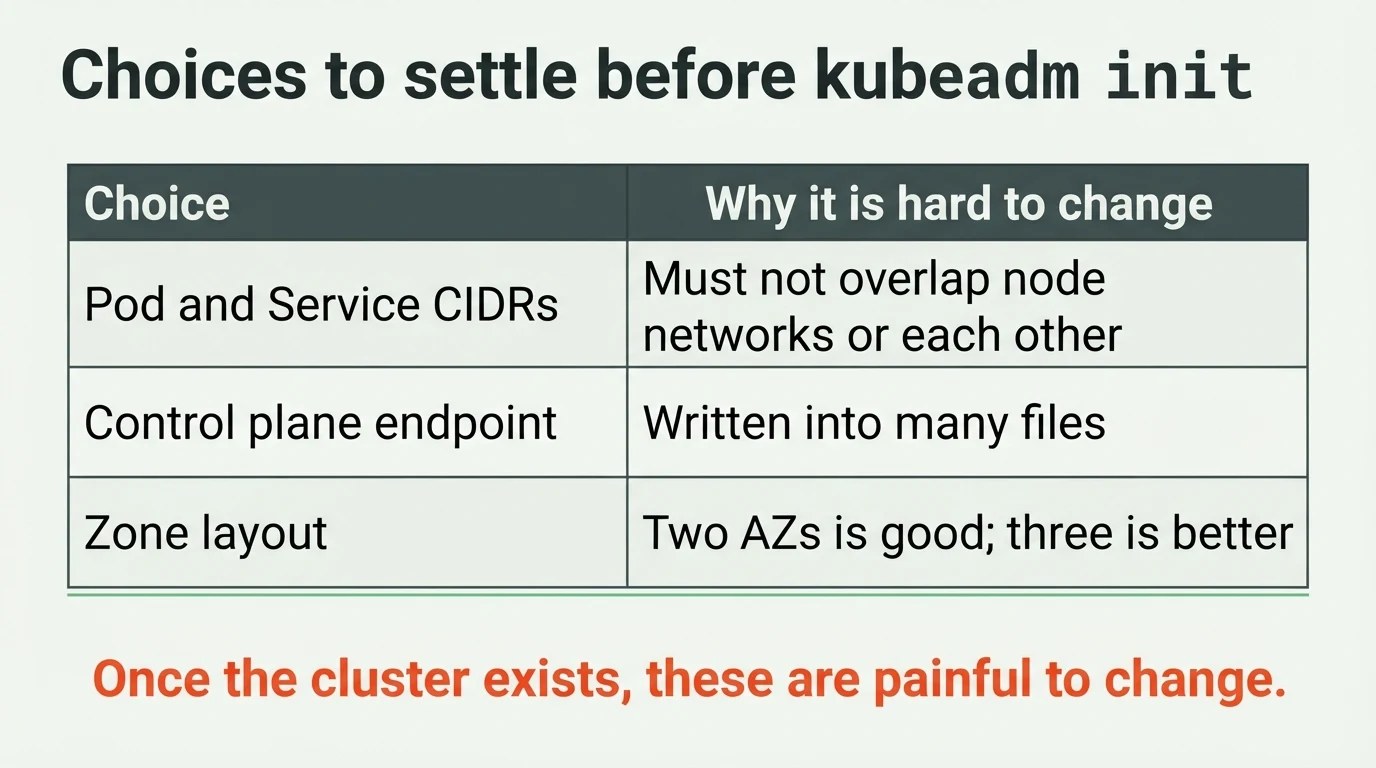 Choices to settle before kubeadm init
Choice
Why it is hard to change
Pod and Service CIDRs
Must not overlap node
networks or each other
Control plane endpoint
Written into many files
Zone layout
Two AZs is good; three is better
Once the cluster exists, these are painful to change.